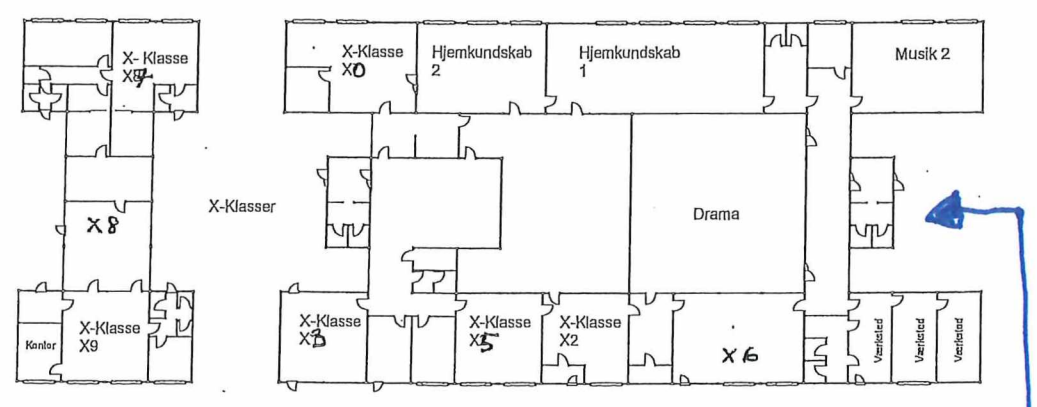 X-Klasse
X7
X-Klasse
X0
Hjemkundskab
2
Hjemkundskab
1
Musik 2
X8
X-Klasser
Drama
Kontor
X-Klasse
X9
X-Klasse
X3
X-Klasse
X5
X-Klasse
X2
X6
Værksted
Værksted
Værksted